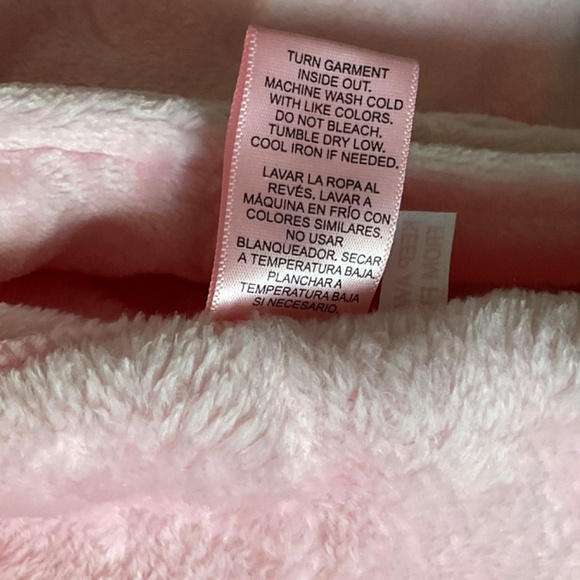 TURN GARMENT
INSIDE OUT.
MACHINE WASH COLD
WITH LIKE COLORS.
DO NOT BLEACH.
TUMBLE DRY LOW.
COOL IRON IF NEEDED.
LAVAR LA ROPA AL
REVÉS. LAVAR A
MÁQUINA EN FRÍO CON
COLORES SIMILARES.
NO USAR
BLANQUEADOR. SECAR
A TEMPERATURA BAJA.
PLANCHAR A
TEMPERATURA BAJA
SI NECESARIO.